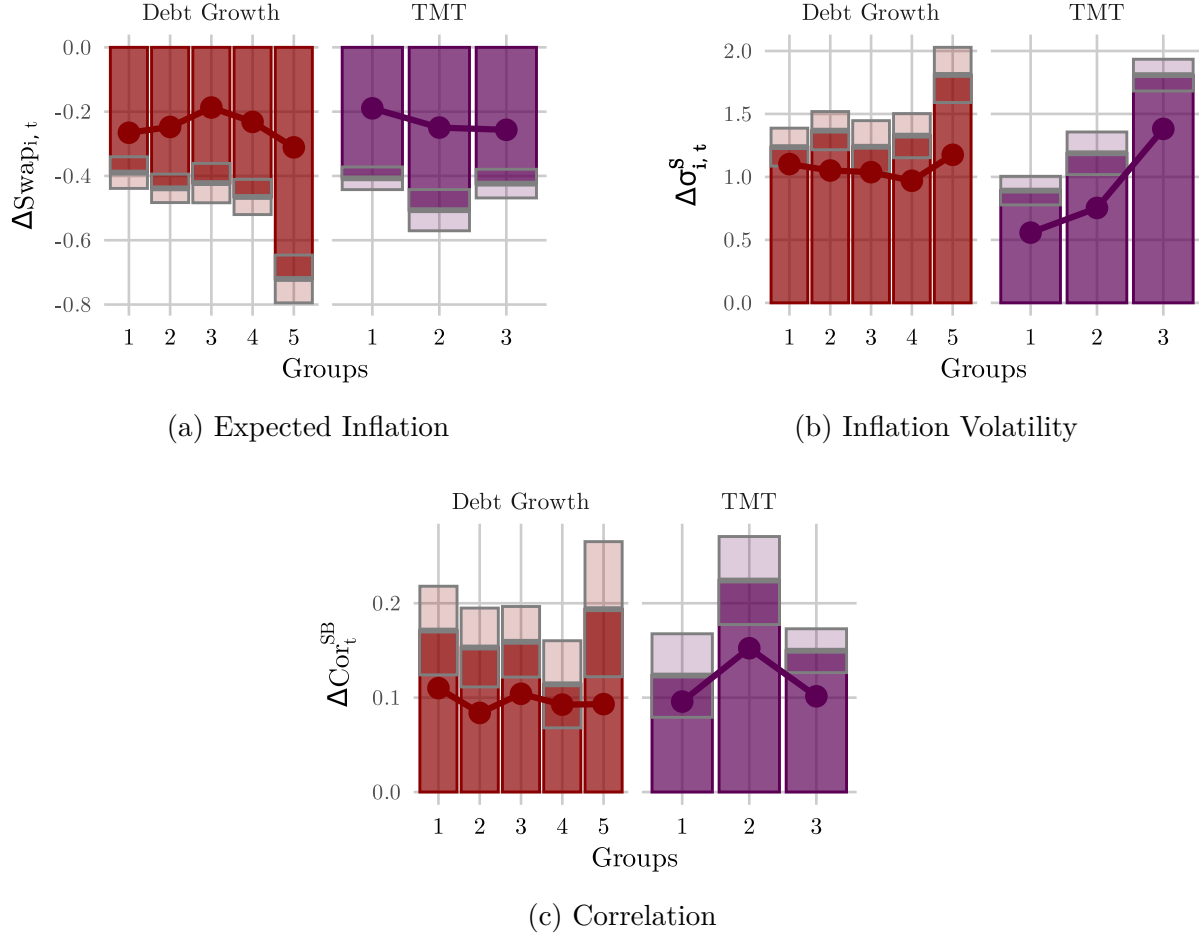 Debt Growth TMT
ΔSwap i, t
0.0
-0.2
-0.4
-0.6
-0.8
1 2 3 4 5 1 2 3
Groups
(a) Expected Inflation
Debt Growth TMT
Δσ S i, t
2.0
1.5
1.0
0.5
0.0
1 2 3 4 5 1 2 3
Groups
(b) Inflation Volatility
Debt Growth TMT
ΔCor SB t
0.2
0.1
0.0
1 2 3 4 5 1 2 3
Groups
(c) Correlation